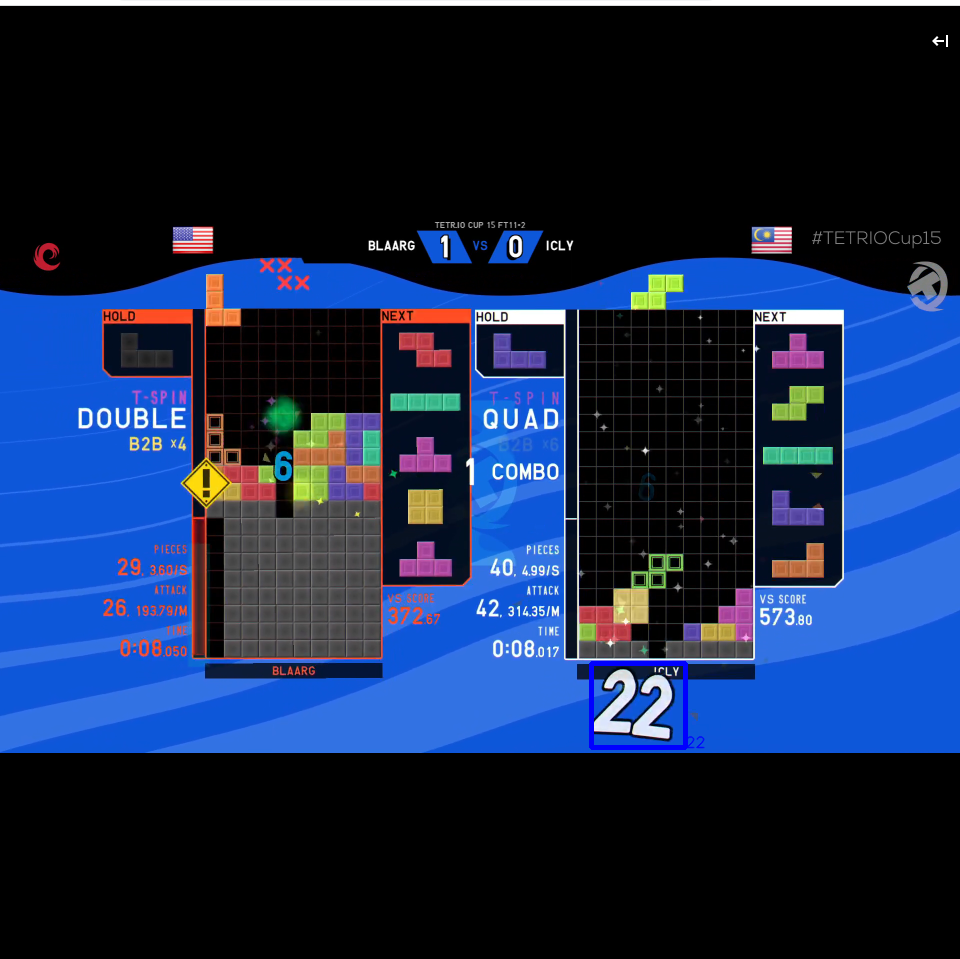 TETR.IO CUP 15 FT11-2
BLAARG 1 VS 0 ICLY
#TETRIOCup15
HOLD
NEXT
T-SPIN
DOUBLE
B2B ×4
6
!
PIECES
29, 3.60/S
ATTACK
26, 193.79/M
TIME
0:08.050
VS SCORE
372.67
BLAARG
HOLD
NEXT
T-SPIN
QUAD
B2B ×6
1 COMBO
6
PIECES
40, 4.99/S
ATTACK
42, 314.35/M
TIME
0:08.017
VS SCORE
573.80
ICLY
22
22